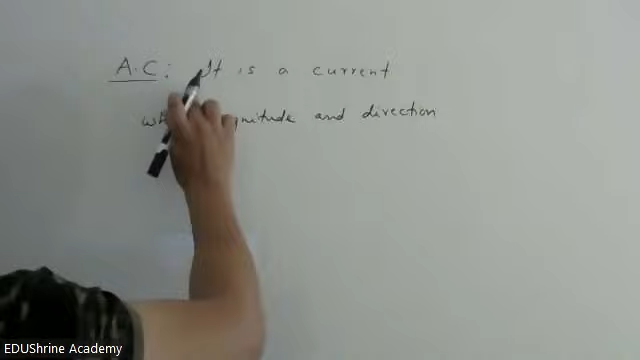 A.C: It is a current
and direction
EDUShrine Academy